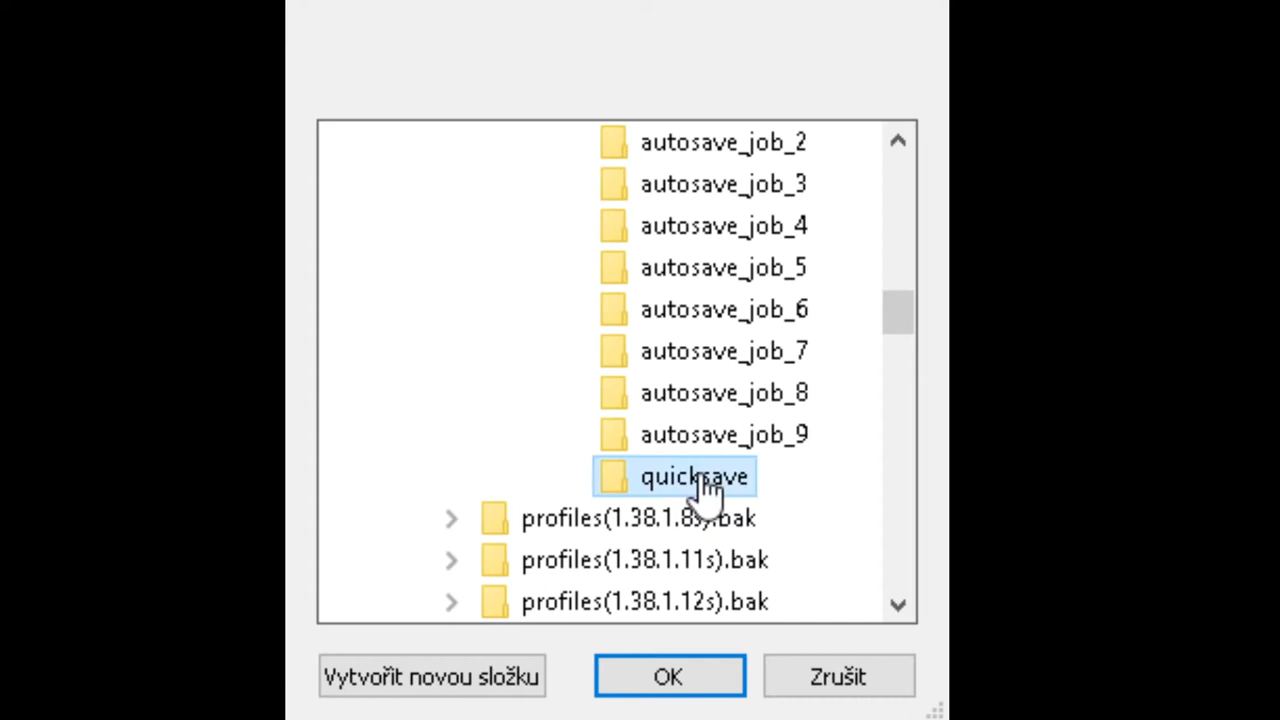 autosave_job_2
autosave_job_3
autosave_job_4
autosave_job_5
autosave_job_6
autosave_job_7
autosave_job_8
autosave_job_9
quicksave
profiles(1.38.1.8s).bak
profiles(1.38.1.11s).bak
profiles(1.38.1.12s).bak
Vytvořit novou složku OK Zrušit